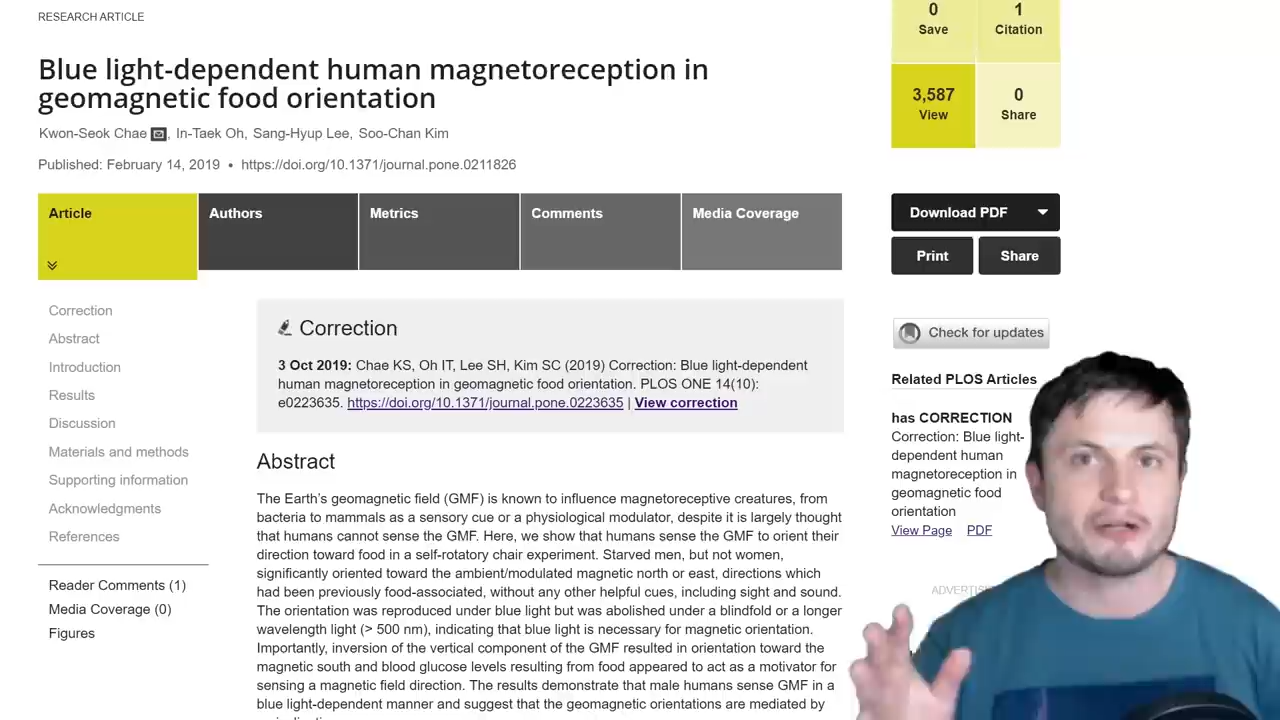 RESEARCH ARTICLE
Blue light-dependent human magnetoreception in
geomagnetic food orientation
Kwon-Seok Chae , In-Taek Oh, Sang-Hyup Lee, Soo-Chan Kim
Published: February 14, 2019 • https://doi.org/10.1371/journal.pone.0211826
0
Save
1
Citation
3,587
View
0
Share
Article
Authors
Metrics
Comments
Media Coverage
Download PDF
Print
Share
Correction
Abstract
Introduction
Results
Discussion
Materials and methods
Supporting information
Acknowledgments
References
Reader Comments (1)
Media Coverage (0)
Figures
Correction
3 Oct 2019: Chae KS, Oh IT, Lee SH, Kim SC (2019) Correction: Blue light-dependent
human magnetoreception in geomagnetic food orientation. PLOS ONE 14(10):
e0223635. https://doi.org/10.1371/journal.pone.0223635 | View correction
Abstract
The Earth's geomagnetic field (GMF) is known to influence magnetoreceptive creatures, from
bacteria to mammals as a sensory cue or a physiological modulator, despite it is largely thought
that humans cannot sense the GMF. Here, we show that humans sense the GMF to orient their
direction toward food in a self-rotatory chair experiment. Starved men, but not women,
significantly oriented toward the ambient/modulated magnetic north or east, directions which
had been previously food-associated, without any other helpful cues, including sight and sound.
The orientation was reproduced under blue light but was abolished under a blindfold or a longer
wavelength light (> 500 nm), indicating that blue light is necessary for magnetic orientation.
Importantly, inversion of the vertical component of the GMF resulted in orientation toward the
magnetic south and blood glucose levels resulting from food appeared to act as a motivator for
sensing a magnetic field direction. The results demonstrate that male humans sense GMF in a
blue light-dependent manner and suggest that the geomagnetic orientations are mediated by
Check for updates
Related PLOS Articles
has CORRECTION
Correction: Blue light-
dependent human
magnetoreception in
geomagnetic food
orientation
View Page PDF